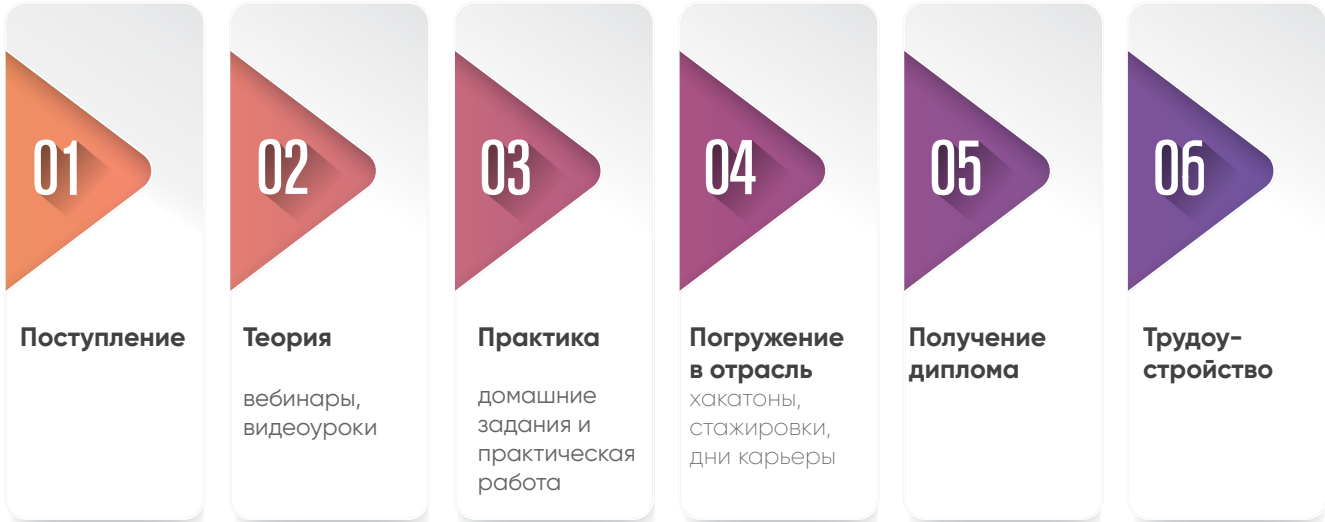 01
Поступление
02
Теория
вебинары,
видеоуроки
03
Практика
домашние
задания и
практическая
работа
04
Погружение
в отрасль
хакатоны,
стажировки,
дни карьеры
05
Получение
диплома
06
Трудоу-
стройство